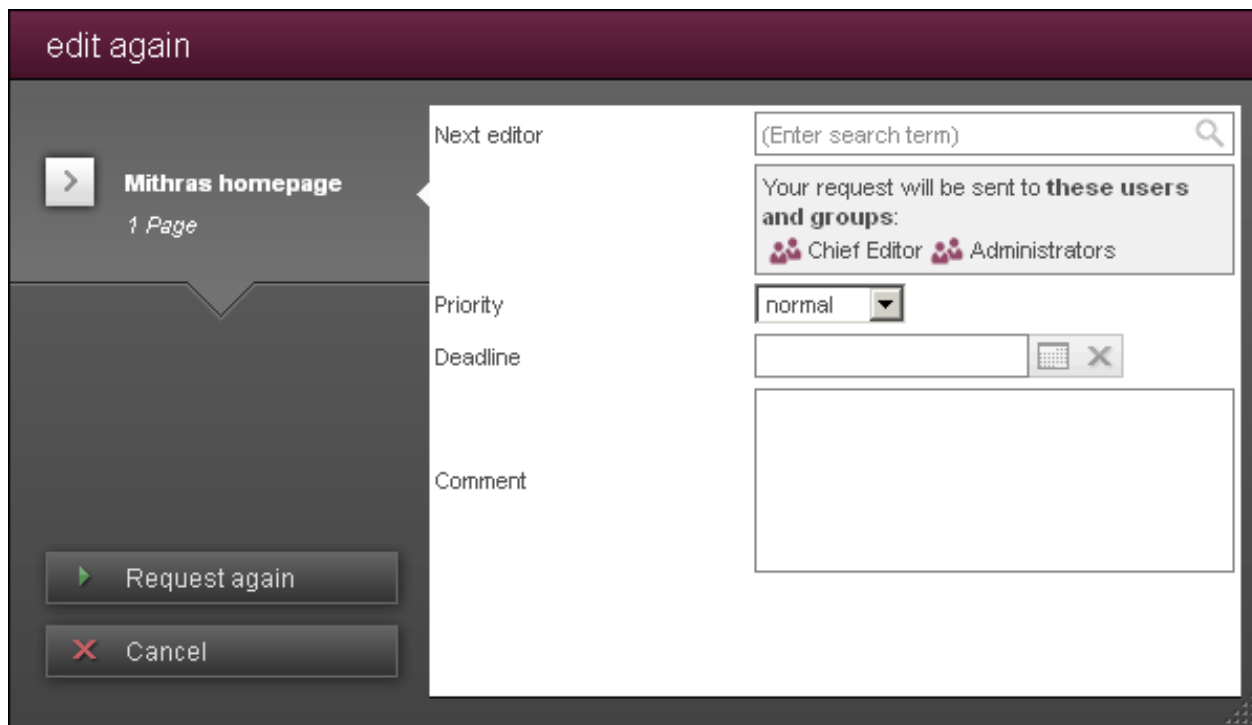 edit again
Mithras homepage
1 Page
Next editor
(Enter search term)
Your request will be sent to these users
and groups:
Chief Editor Administrators
Priority
normal
Deadline
Comment
Request again
Cancel